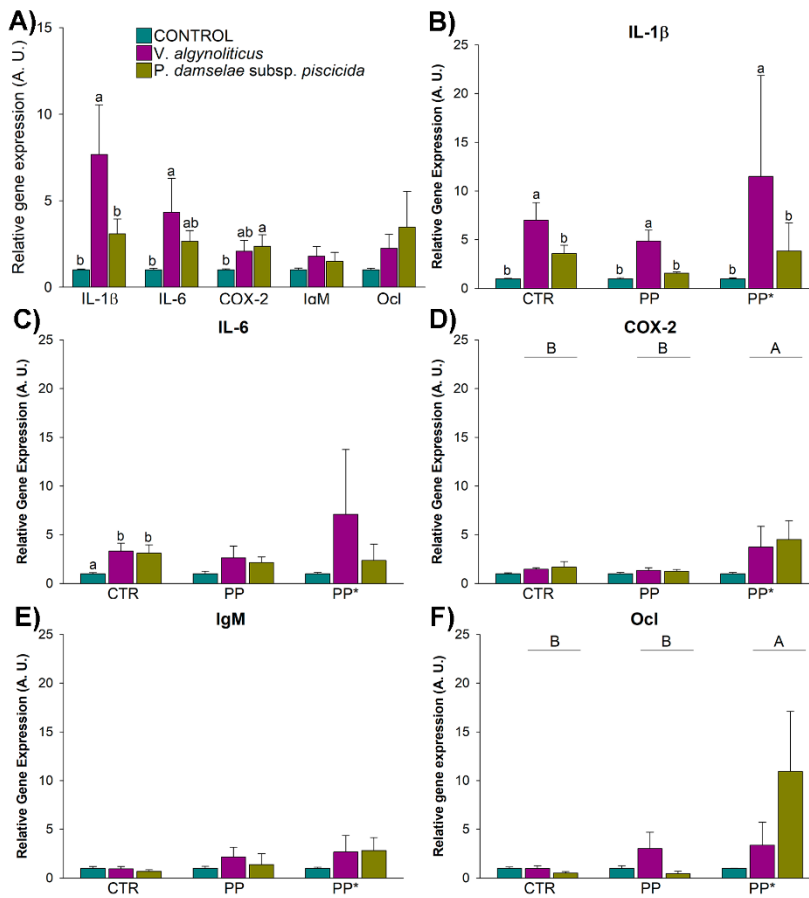 A)
CONTROL
V. algynoliticus
P. damselae subsp. piscicida
Relative gene expression (A. U.)
15
10
5
0
b a b
b a ab
b ab a
IL-1β IL-6 COX-2 IgM Ocl
B)
IL-1β
Relative Gene Expression (A. U.)
25
20
15
10
5
0
b a b
b a b
b a b
CTR PP PP*
C)
IL-6
Relative Gene Expression (A. U.)
25
20
15
10
5
0
a b b
CTR PP PP*
D)
COX-2
Relative Gene Expression (A. U.)
25
20
15
10
5
0
B B A
CTR PP PP*
E)
IgM
Relative Gene Expression (A. U.)
25
20
15
10
5
0
CTR PP PP*
F)
Ocl
Relative gene expression (A. U.)
25
20
15
10
5
0
B B A
CTR PP PP*